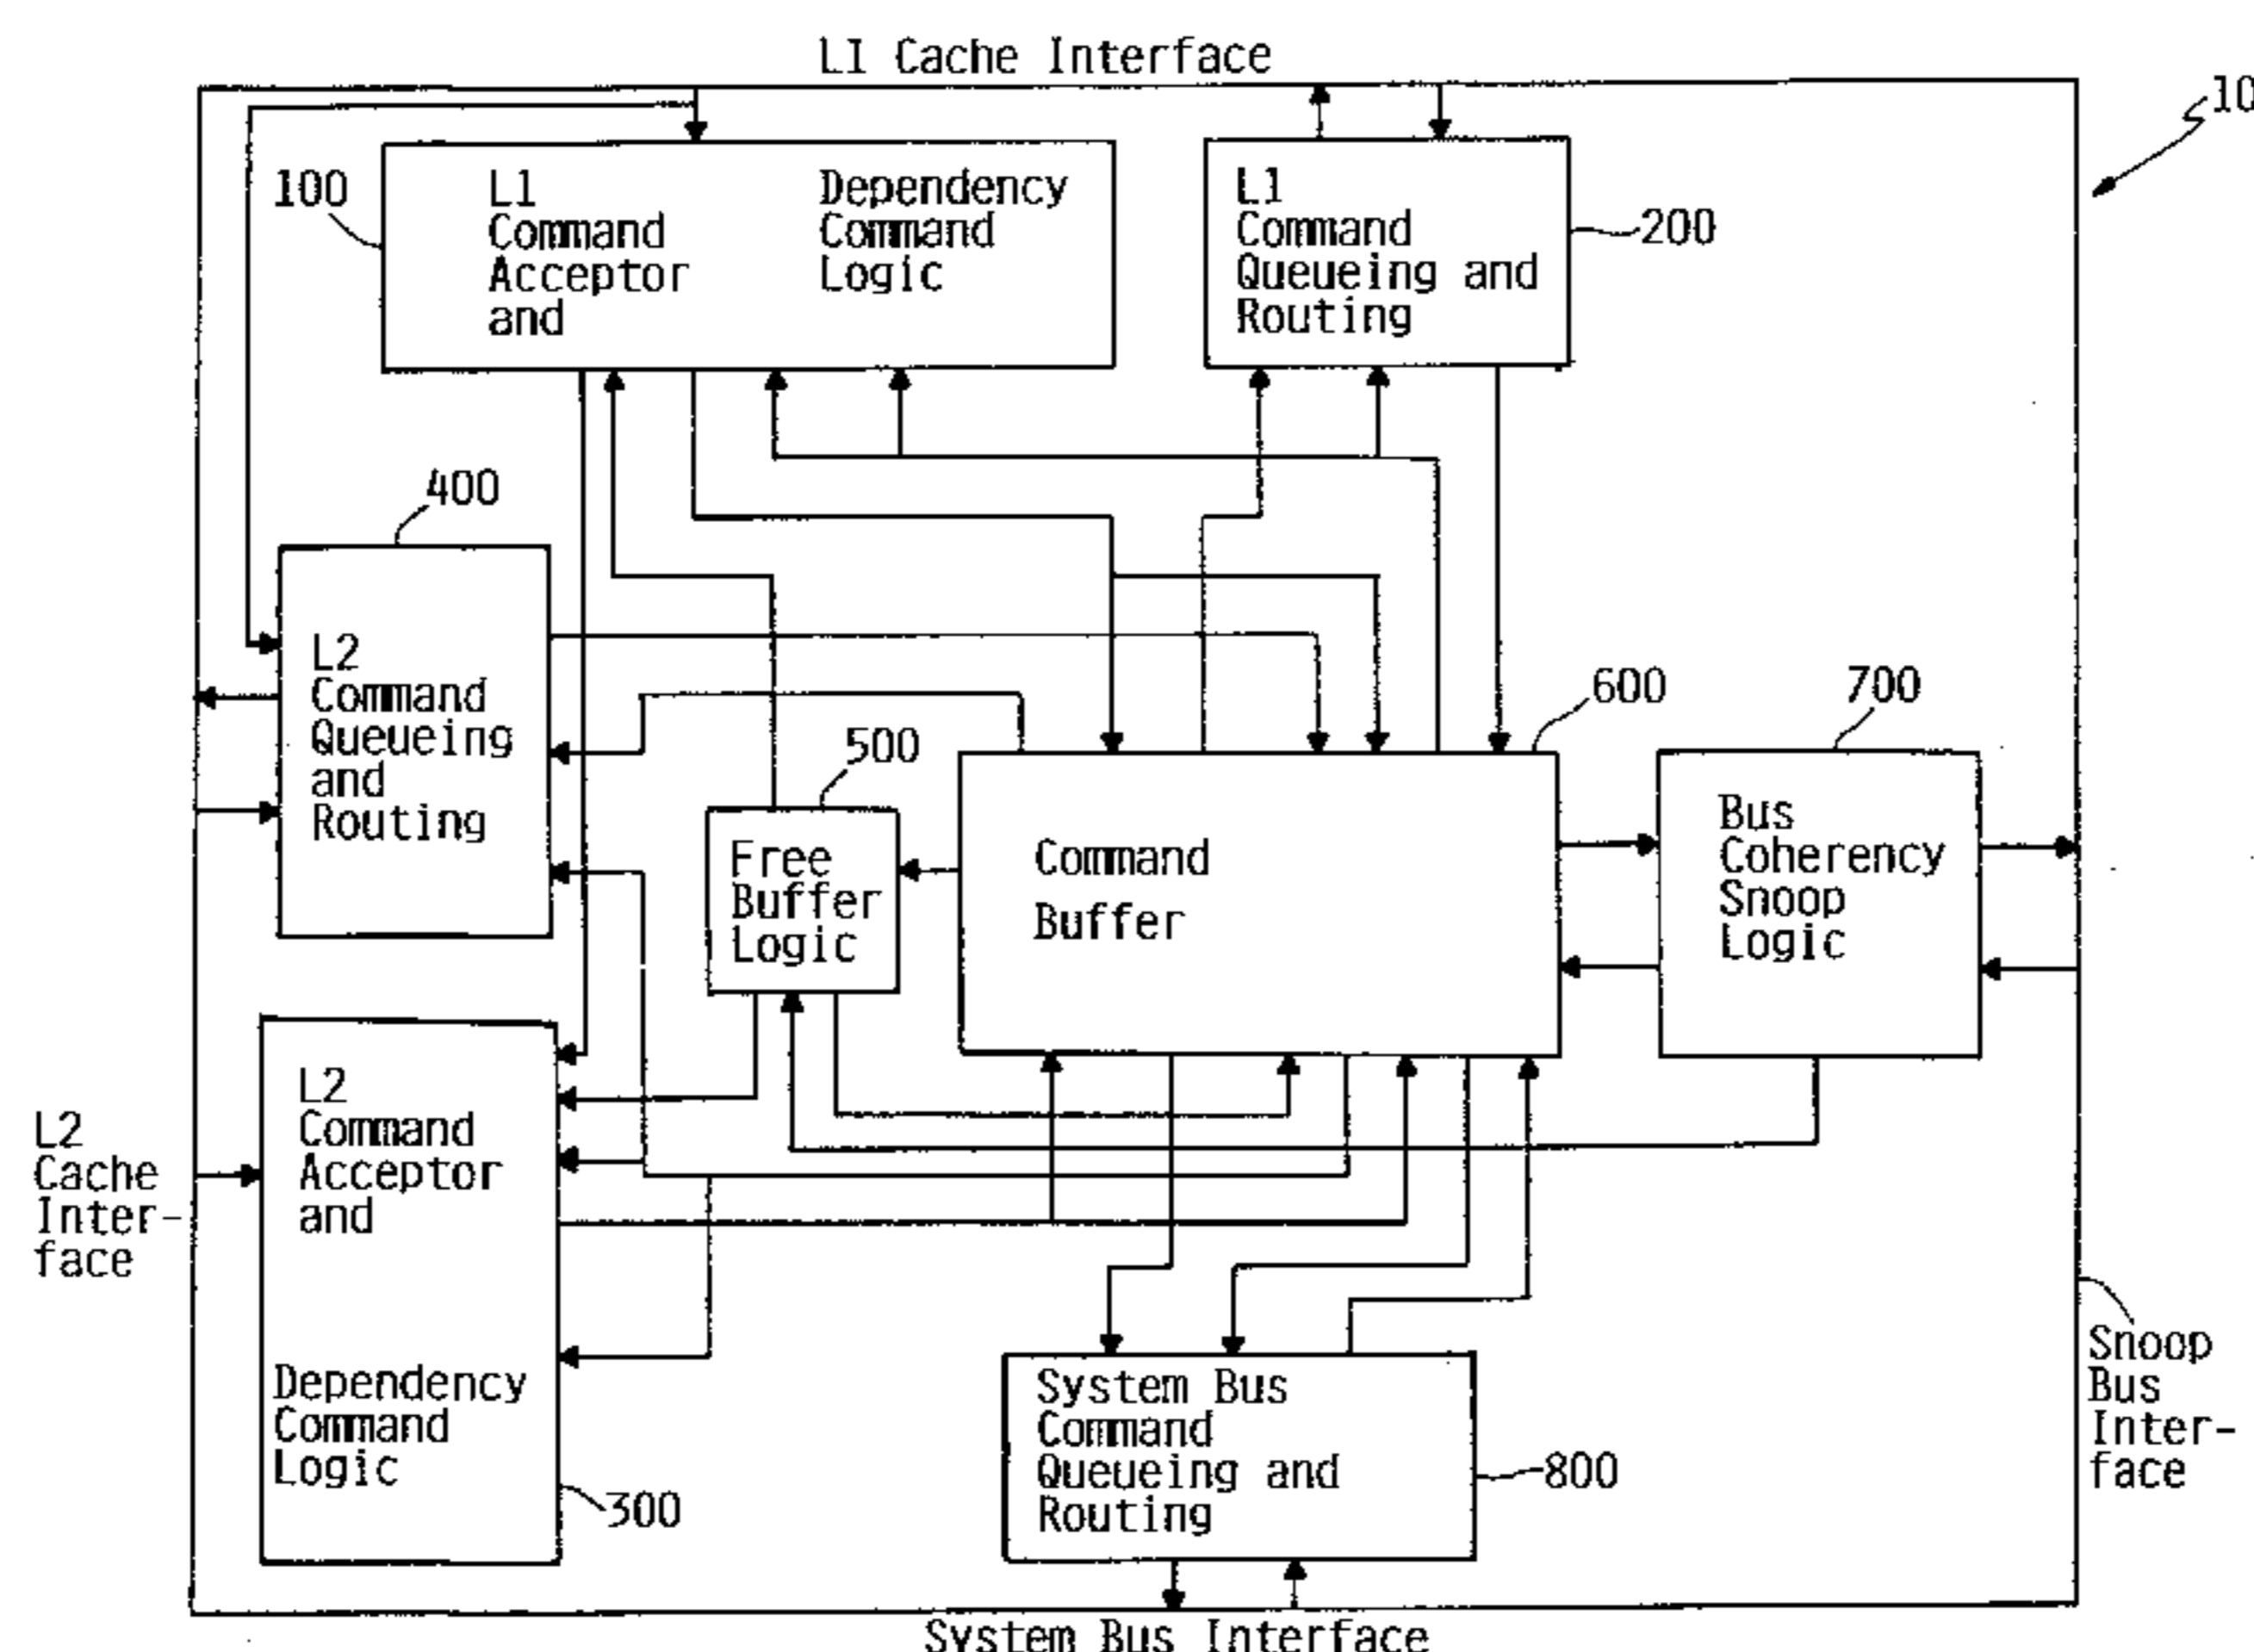 LI Cache Interface
10
100
L1
Command
Acceptor
and
Dependency
Command
Logic
L1
Command
Queueing and
Routing
200
400
L2
Command
Queueing
and
Routing
500
Free
Buffer
Logic
600
Command
Buffer
700
Bus
Coherency
Snoop
Logic
L2
Cache
Inter-
face
L2
Command
Acceptor
and
Dependency
Command
Logic
300
System Bus
Command
Queueing and
Routing
800
Snoop
Bus
Inter-
face
System Bus Interface